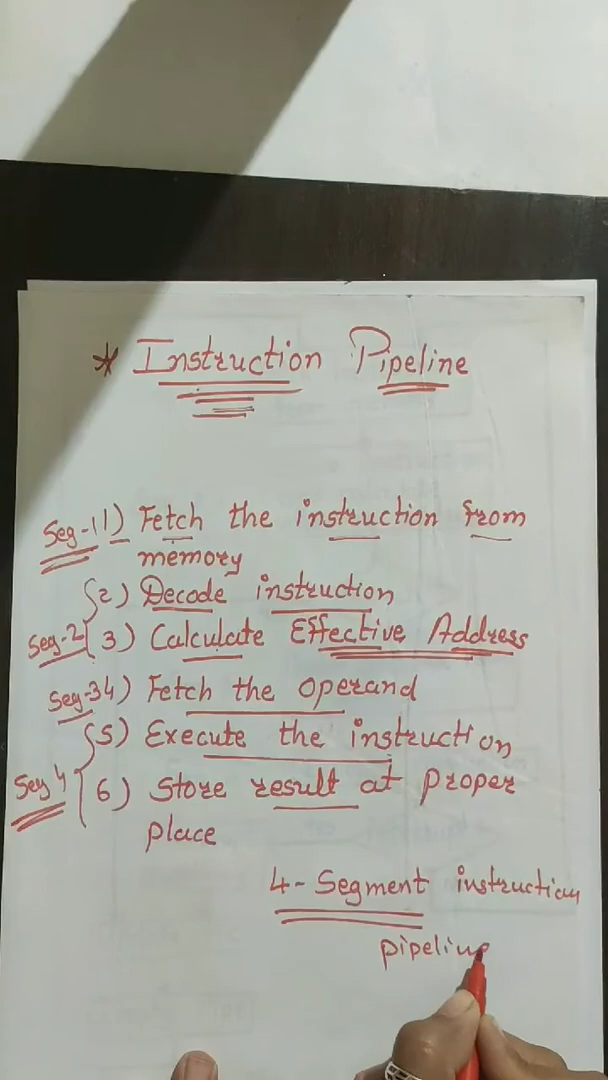 * Instruction Pipeline
Seg-1 1) Fetch the instruction from
memory
2) Decode instruction
Seg-2 3) Calculate Effective Address
Seg-3 4) Fetch the operand
5) Execute the instruction
Seg 4 6) Store result at proper
place
4-Segment instruction
pipeline